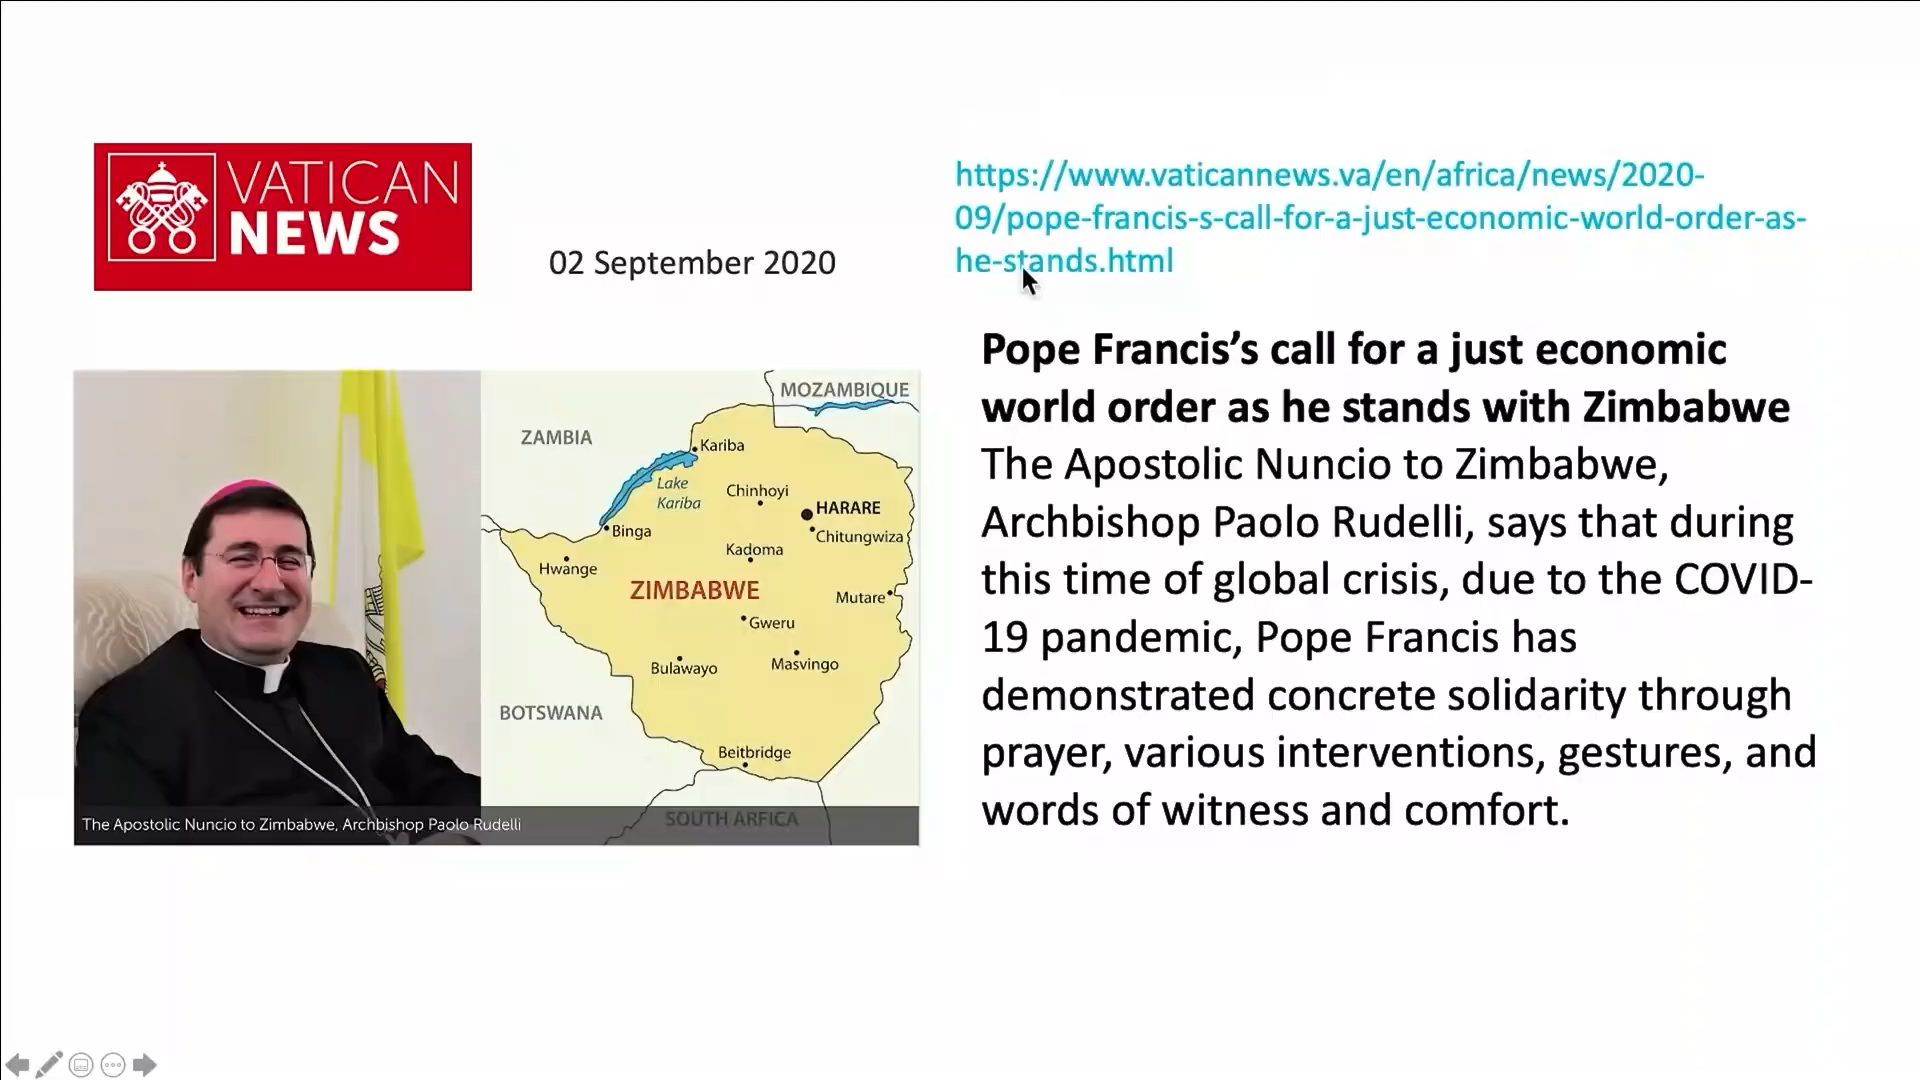 VATICAN
NEWS
02 September 2020
https://www.vaticannews.va/en/africa/news/2020-
09/pope-francis-s-call-for-a-just-economic-world-order-as-
he-stands.html
Pope Francis’s call for a just economic
world order as he stands with Zimbabwe
The Apostolic Nuncio to Zimbabwe,
Archbishop Paolo Rudelli, says that during
this time of global crisis, due to the COVID-
19 pandemic, Pope Francis has
demonstrated concrete solidarity through
prayer, various interventions, gestures, and
words of witness and comfort.
MOZAMBIQUE
ZAMBIA
Kariba
Lake
Kariba
Chinhoyi
HARARE
Binga
Chitungwiza
Kadoma
Hwange
ZIMBABWE
Mutare
Gweru
Bulawayo
Masvingo
BOTSWANA
Beitbridge
SOUTH ARFICA
The Apostolic Nuncio to Zimbabwe, Archbishop Paolo Rudelli